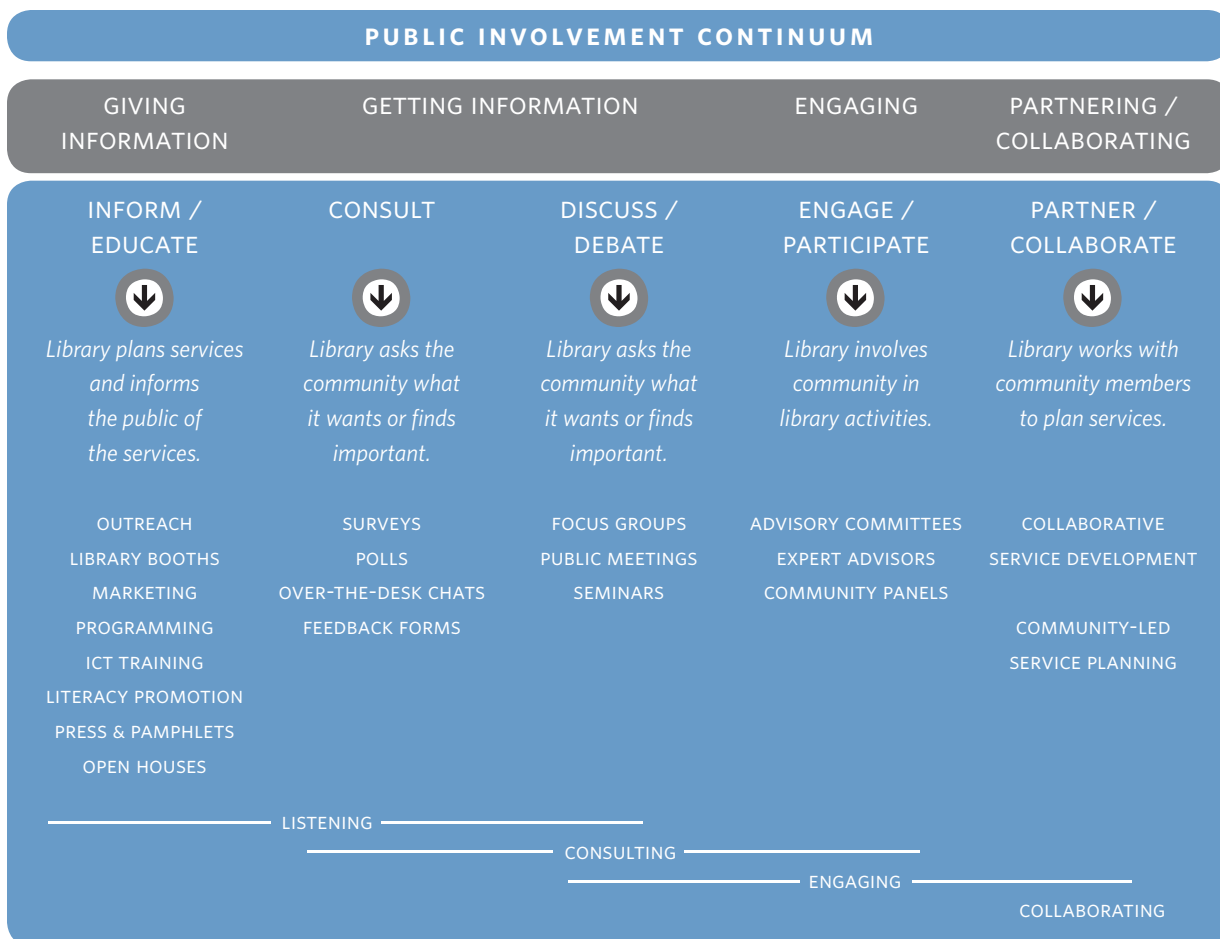 PUBLIC INVOLVEMENT CONTINUUM
GIVING
INFORMATION
GETTING INFORMATION
ENGAGING
PARTNERING /
COLLABORATING
INFORM /
EDUCATE
Library plans services
and informs
the public of
the services.
OUTREACH
LIBRARY BOOTHS
MARKETING
PROGRAMMING
ICT TRAINING
LITERACY PROMOTION
PRESS & PAMPHLETS
OPEN HOUSES
CONSULT
Library asks the
community what
it wants or finds
important.
SURVEYS
POLLS
OVER-THE-DESK CHATS
FEEDBACK FORMS
DISCUSS /
DEBATE
Library asks the
community what
it wants or finds
important.
FOCUS GROUPS
PUBLIC MEETINGS
SEMINARS
ENGAGE /
PARTICIPATE
Library involves
community in
library activities.
ADVISORY COMMITTEES
EXPERT ADVISORS
COMMUNITY PANELS
PARTNER /
COLLABORATE
Library works with
community members
to plan services.
COLLABORATIVE
SERVICE DEVELOPMENT
COMMUNITY-LED
SERVICE PLANNING
LISTENING
CONSULTING
ENGAGING
COLLABORATING